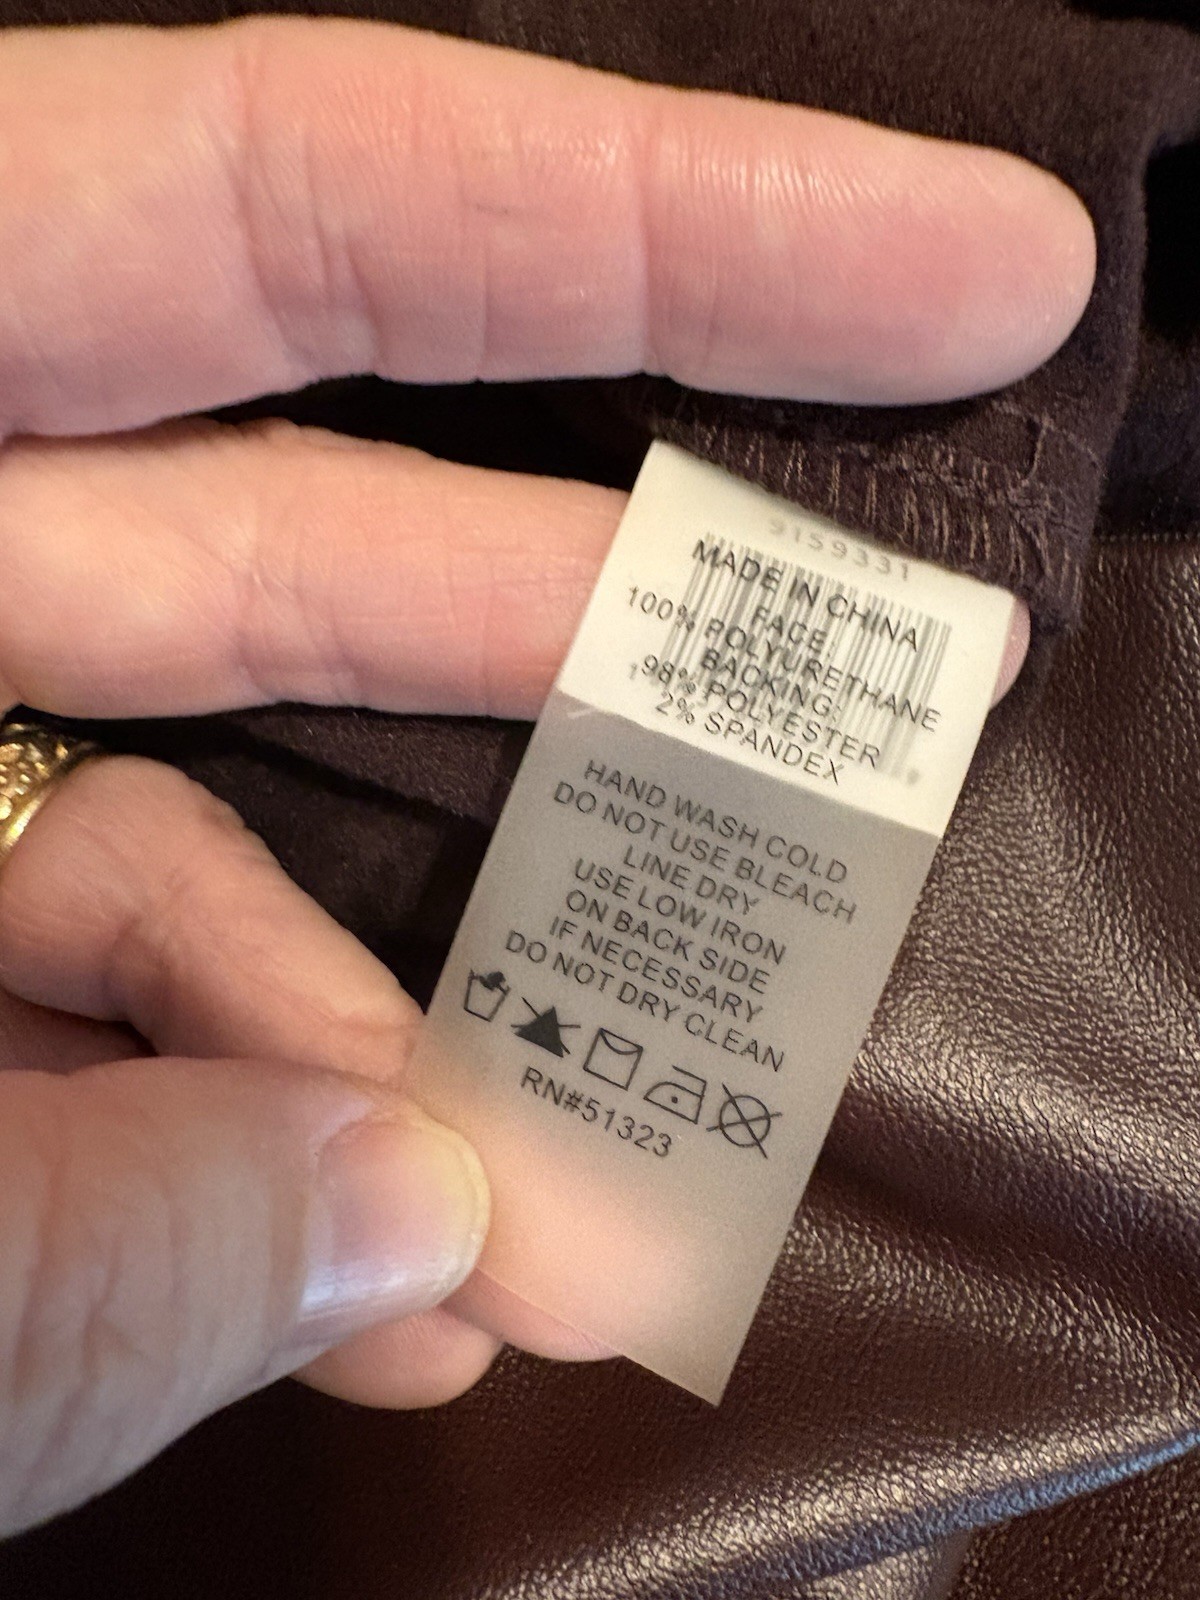 9159331
MADE IN CHINA
FACE:
100% POLYURETHANE
BACKING:
98% POLYESTER
2% SPANDEX
HAND WASH COLD
DO NOT USE BLEACH
LINE DRY
USE LOW IRON
ON BACK SIDE
IF NECESSARY
DO NOT DRY CLEAN
RN#51323